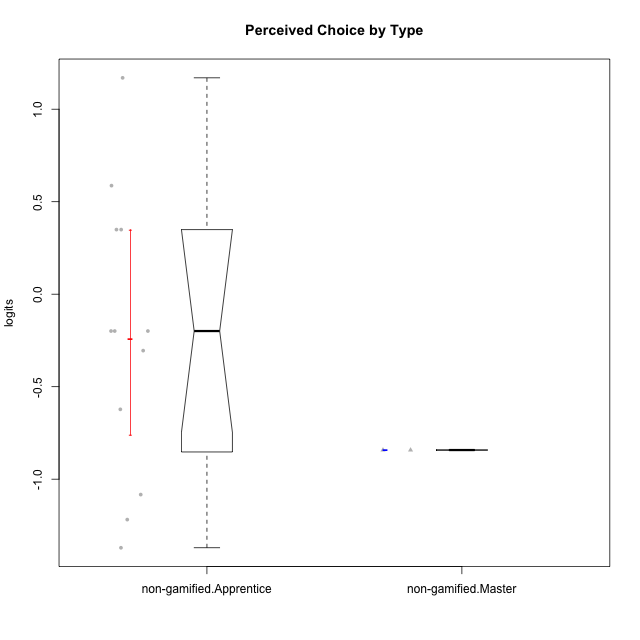 Perceived Choice by Type
logits
1.0
0.5
0.0
-0.5
-1.0
non-gamified.Apprentice
non-gamified.Master